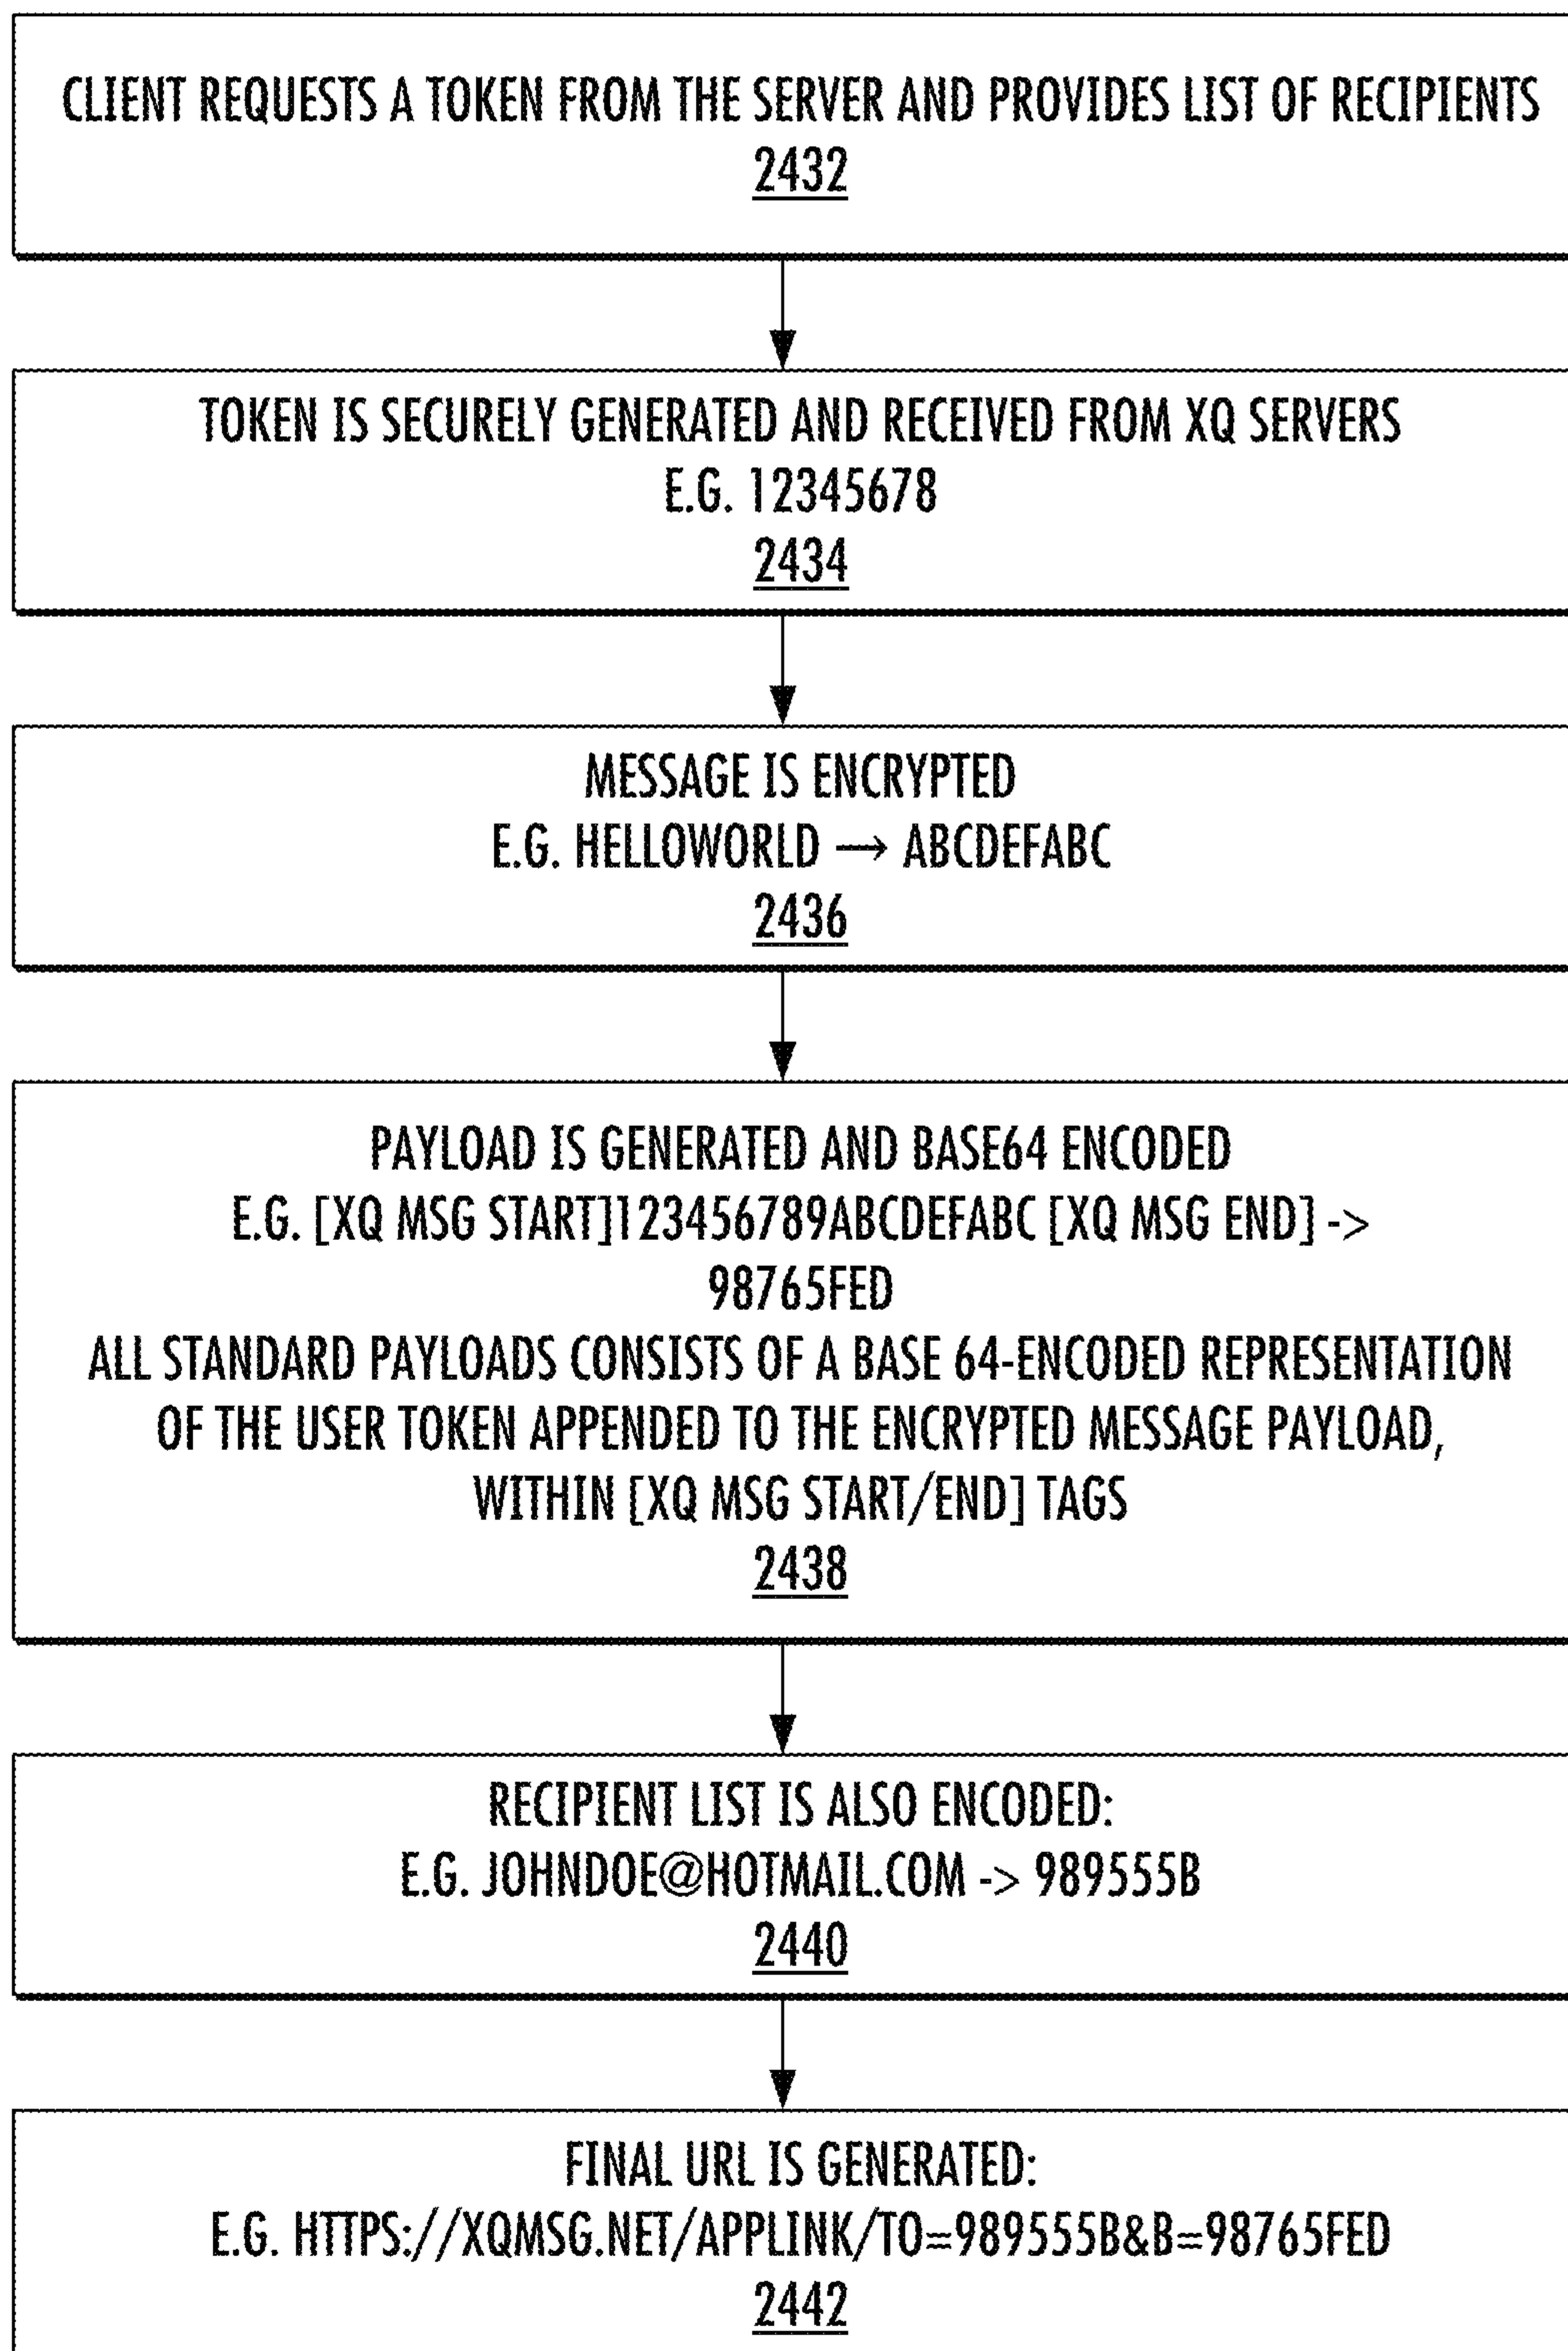 CLIENT REQUESTS A TOKEN FROM THE SERVER AND PROVIDES LIST OF RECIPIENTS
2432
TOKEN IS SECURELY GENERATED AND RECEIVED FROM XQ SERVERS
E.G. 12345678
2434
MESSAGE IS ENCRYPTED
E.G. HELLOWORLD → ABCDEFABC
2436
PAYLOAD IS GENERATED AND BASE64 ENCODED
E.G. [XQ MSG START]123456789ABCDEFABC [XQ MSG END] ->
98765FED
ALL STANDARD PAYLOADS CONSISTS OF A BASE 64-ENCODED REPRESENTATION
OF THE USER TOKEN APPENDED TO THE ENCRYPTED MESSAGE PAYLOAD,
WITHIN [XQ MSG START/END] TAGS
2438
RECIPIENT LIST IS ALSO ENCODED:
E.G. JOHNDOE@HOTMAIL.COM -> 989555B
2440
FINAL URL IS GENERATED:
E.G. HTTPS://XQMSG.NET/APPLINK/TO=989555B&B=98765FED
2442